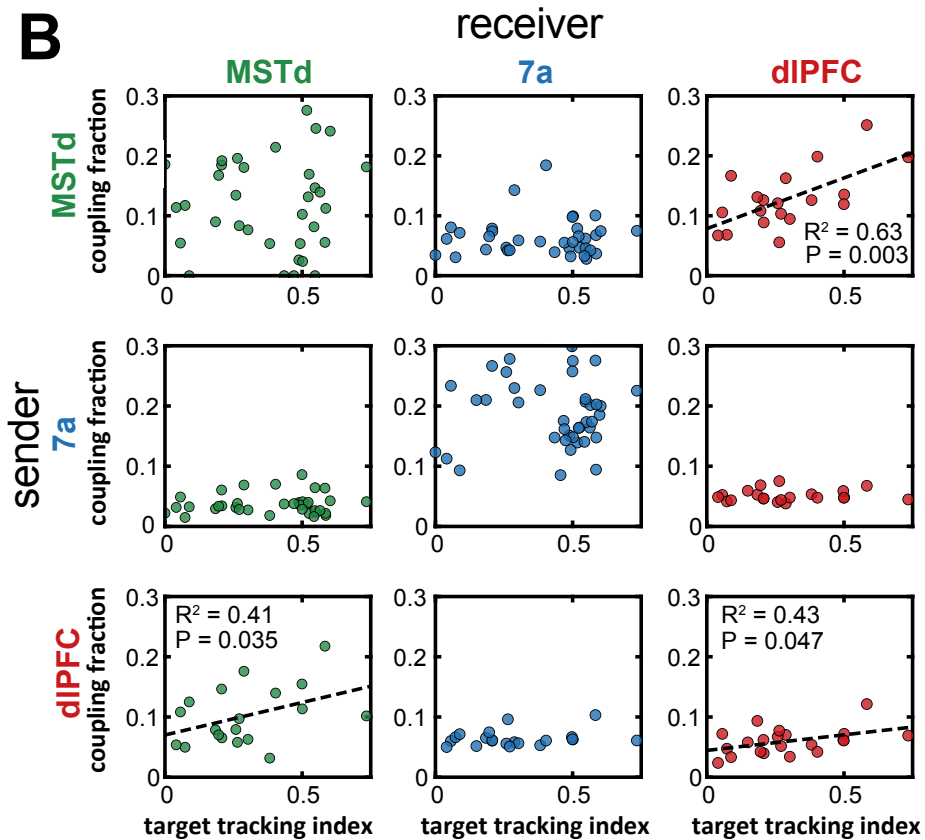 B
receiver
MSTd 7a dlPFC
sender
MSTd
coupling fraction
0.3
0.2
0.1
0
0 0.5
0.3
0.2
0.1
0
0 0.5
0.3
0.2
0.1
0
0 0.5
R² = 0.63
P = 0.003
7a
coupling fraction
0.3
0.2
0.1
0
0 0.5
0.3
0.2
0.1
0
0 0.5
0.3
0.2
0.1
0
0 0.5
dlPFC
coupling fraction
0.3
0.2
0.1
0
0 0.5
R² = 0.41
P = 0.035
0.3
0.2
0.1
0
0 0.5
0.3
0.2
0.1
0
0 0.5
R² = 0.43
P = 0.047
target tracking index target tracking index target tracking index